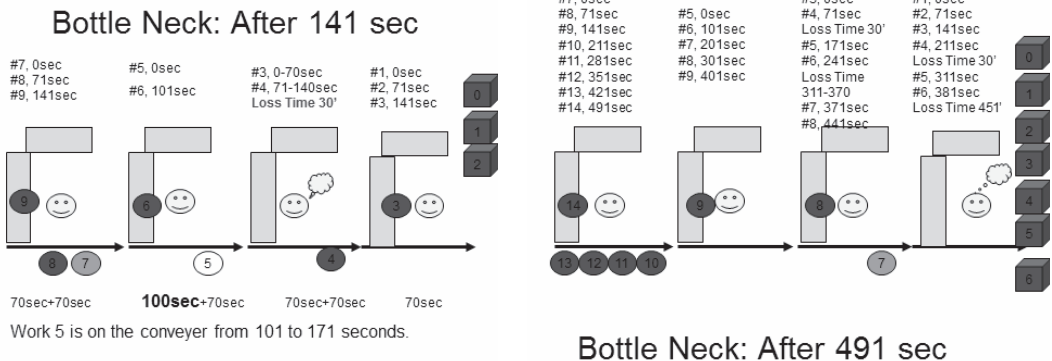 Bottle Neck: After 141 sec
#7, 0sec
#8, 71sec
#9, 141sec
#5, 0sec
#6, 101sec
#3, 0-70sec
#4, 71-140sec
Loss Time 30'
#1, 0sec
#2, 71sec
#3, 141sec
0
1
2
9
6
3
8
7
5
4
70sec+70sec
100sec+70sec
70sec+70sec
70sec
Work 5 is on the conveyer from 101 to 171 seconds.
#7, 0sec
#8, 71sec
#9, 141sec
#10, 211sec
#11, 281sec
#12, 351sec
#13, 421sec
#14, 491sec
#5, 0sec
#6, 101sec
#7, 201sec
#8, 301sec
#9, 401sec
#4, 71sec
Loss Time 30'
#5, 171sec
#6, 241sec
Loss Time
311-370
#7, 371sec
#8, 441sec
#2, 71sec
#3, 141sec
#4, 211sec
Loss Time 30'
#5, 311sec
#6, 381sec
Loss Time 451'
0
1
2
3
4
5
6
14
9
8
13
12
11
10
7
Bottle Neck: After 491 sec